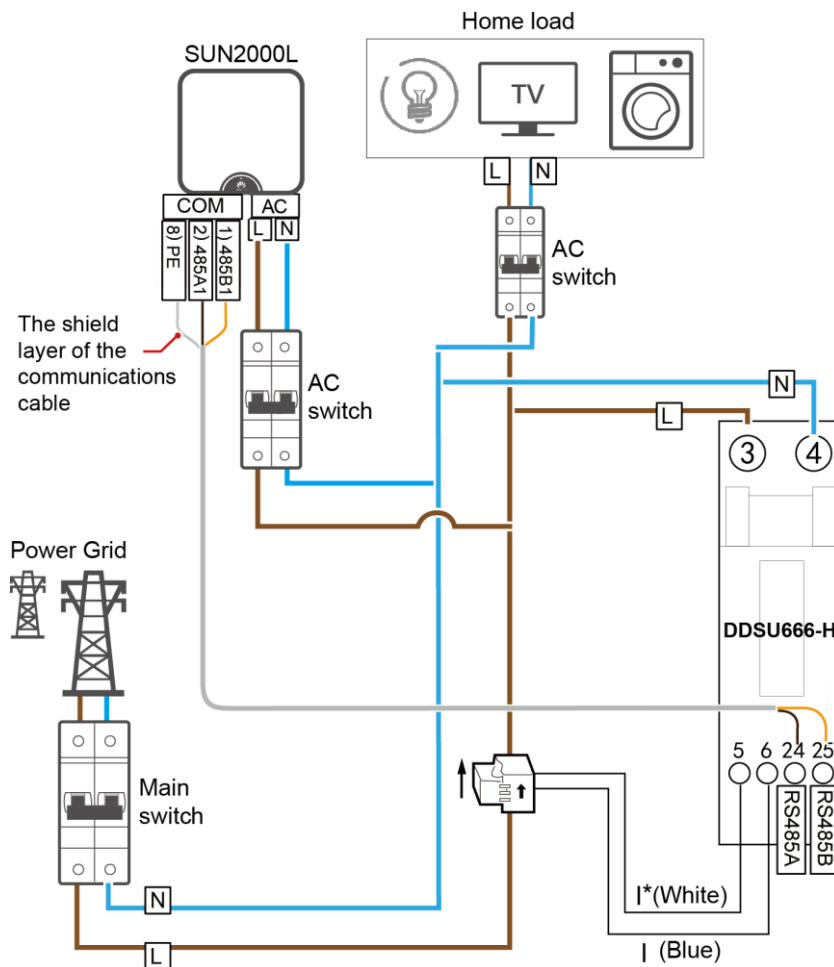 Home load
SUN2000L
TV
L
N
COM
AC
8) PE
2) 485A1
1) 485B1
L
N
AC
switch
The shield
layer of the
communications
cable
AC
switch
N
L
3
4
Power Grid
DDSU666-H
5
6
24
25
RS485A
RS485B
Main
switch
N
I*(White)
L
I (Blue)